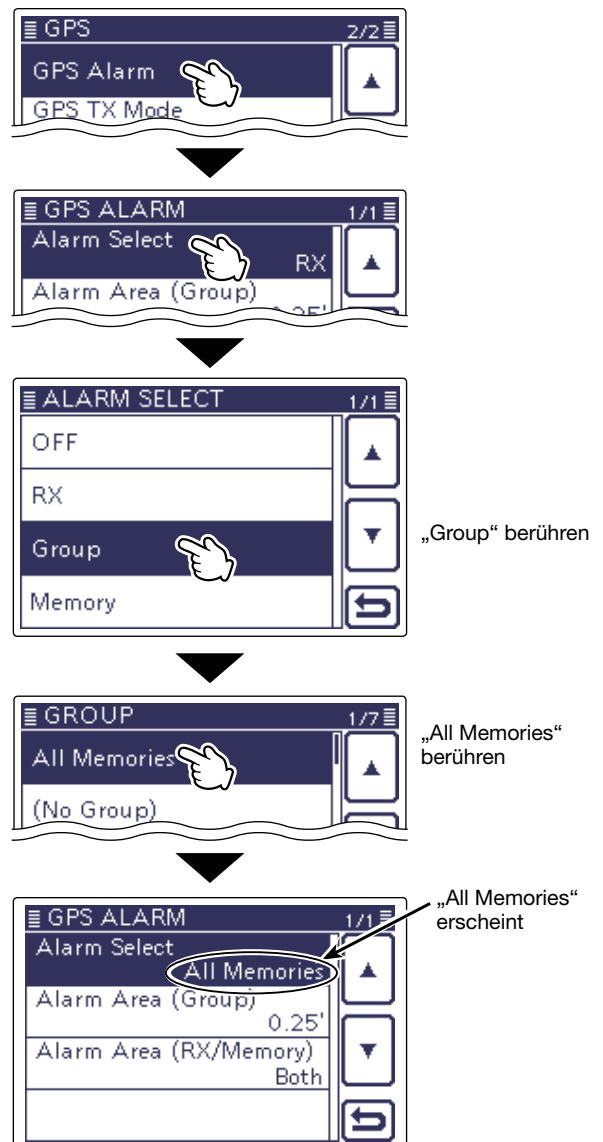 GPS 2/2
GPS Alarm
GPS TX Mode
GPS ALARM 1/1
Alarm Select
RX
Alarm Area (Group)
ALARM SELECT 1/1
OFF
RX
Group
Memory
„Group“ berühren
GROUP 1/7
All Memories
(No Group)
„All Memories“
berühren
GPS ALARM 1/1
Alarm Select
All Memories
Alarm Area (Group)
0.25'
Alarm Area (RX/Memory)
Both
„All Memories“
erscheint